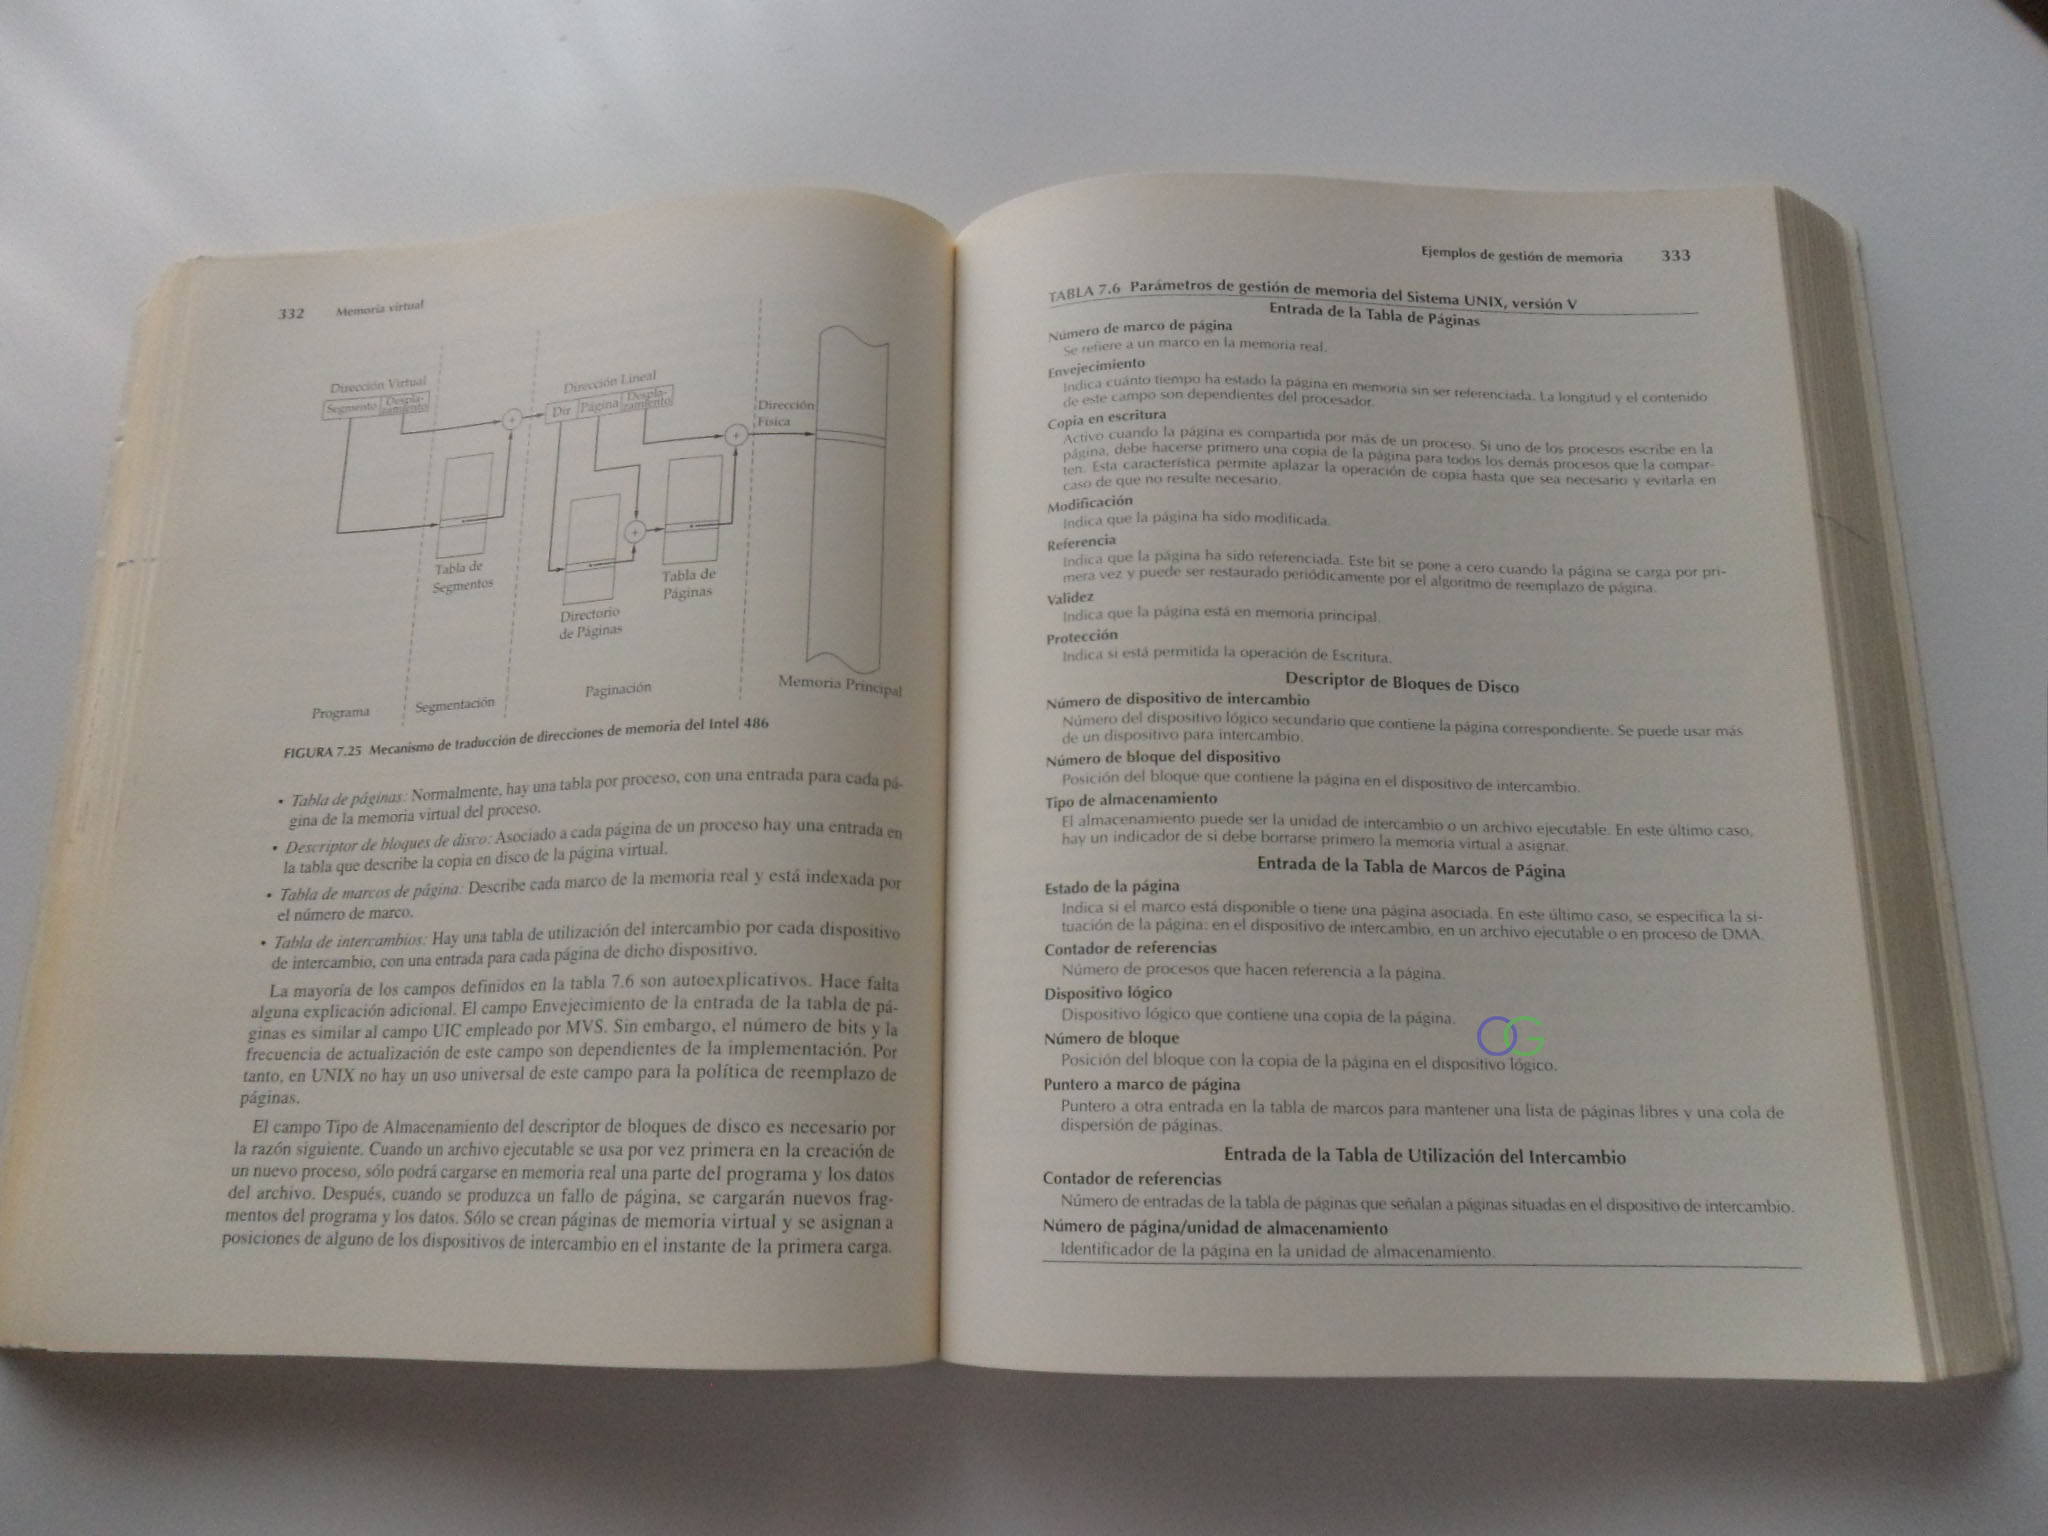 332 Memoria virtual
Dirección Virtual
Segmento Despla-
zamiento
Dirección Lineal
Dir Página Despla-
zamiento
Dirección
Física
Tabla de
Segmentos
Directorio
de Páginas
Tabla de
Páginas
Programa
Segmentación
Paginación
Memoria Principal
FIGURA 7.25 Mecanismo de traducción de direcciones de memoria del Intel 486
• Tabla de páginas: Normalmente, hay una tabla por proceso, con una entrada para cada pá-
gina de la memoria virtual del proceso.
• Descriptor de bloques de disco: Asociado a cada página de un proceso hay una entrada en
la tabla que describe la copia en disco de la página virtual.
• Tabla de marcos de página: Describe cada marco de la memoria real y está indexada por
el número de marco.
• Tabla de intercambios: Hay una tabla de utilización del intercambio por cada dispositivo
de intercambio, con una entrada para cada página de dicho dispositivo.
La mayoría de los campos definidos en la tabla 7.6 son autoexplicativos. Hace falta
alguna explicación adicional. El campo Envejecimiento de la entrada de la tabla de pá-
ginas es similar al campo UIC empleado por MVS. Sin embargo, el número de bits y la
frecuencia de actualización de este campo son dependientes de la implementación. Por
tanto, en UNIX no hay un uso universal de este campo para la política de reemplazo de
páginas.
El campo Tipo de Almacenamiento del descriptor de bloques de disco es necesario por
la razón siguiente. Cuando un archivo ejecutable se usa por vez primera en la creación de
un nuevo proceso, sólo podrá cargarse en memoria real una parte del programa y los datos
del archivo. Después, cuando se produzca un fallo de página, se cargarán nuevos frag-
mentos del programa y los datos. Sólo se crean páginas de memoria virtual y se asignan a
posiciones de alguno de los dispositivos de intercambio en el instante de la primera carga.
Ejemplos de gestión de memoria 333
TABLA 7.6 Parámetros de gestión de memoria del Sistema UNIX, versión V
Entrada de la Tabla de Páginas
Número de marco de página
Se refiere a un marco en la memoria real.
Envejecimiento
Indica cuánto tiempo ha estado la página en memoria sin ser referenciada. La longitud y el contenido
de este campo son dependientes del procesador.
Copia en escritura
Activo cuando la página es compartida por más de un proceso. Si uno de los procesos escribe en la
página, debe hacerse primero una copia de la página para todos los demás procesos que la compar-
ten. Esta característica permite aplazar la operación de copia hasta que sea necesario y evitarla en
caso de que no resulte necesario.
Modificación
Indica que la página ha sido modificada.
Referencia
Indica que la página ha sido referenciada. Este bit se pone a cero cuando la página se carga por pri-
mera vez y puede ser restaurado periódicamente por el algoritmo de reemplazo de página.
Validez
Indica que la página está en memoria principal.
Protección
Indica si está permitida la operación de Escritura.
Descriptor de Bloques de Disco
Número de dispositivo de intercambio
Número del dispositivo lógico secundario que contiene la página correspondiente. Se puede usar más
de un dispositivo para intercambio.
Número de bloque del dispositivo
Posición del bloque que contiene la página en el dispositivo de intercambio.
Tipo de almacenamiento
El almacenamiento puede ser la unidad de intercambio o un archivo ejecutable. En este último caso,
hay un indicador de si debe borrarse primero la memoria virtual a asignar.
Entrada de la Tabla de Marcos de Página
Estado de la página
Indica si el marco está disponible o tiene una página asociada. En este último caso, se especifica la si-
tuación de la página: en el dispositivo de intercambio, en un archivo ejecutable o en proceso de DMA.
Contador de referencias
Número de procesos que hacen referencia a la página.
Dispositivo lógico
Dispositivo lógico que contiene una copia de la página.
OG
Número de bloque
Posición del bloque con la copia de la página en el dispositivo lógico.
Puntero a marco de página
Puntero a otra entrada en la tabla de marcos para mantener una lista de páginas libres y una cola de
dispersión de páginas.
Entrada de la Tabla de Utilización del Intercambio
Contador de referencias
Número de entradas de la tabla de páginas que señalan a páginas situadas en el dispositivo de intercambio.
Número de página/unidad de almacenamiento
Identificador de la página en la unidad de almacenamiento.